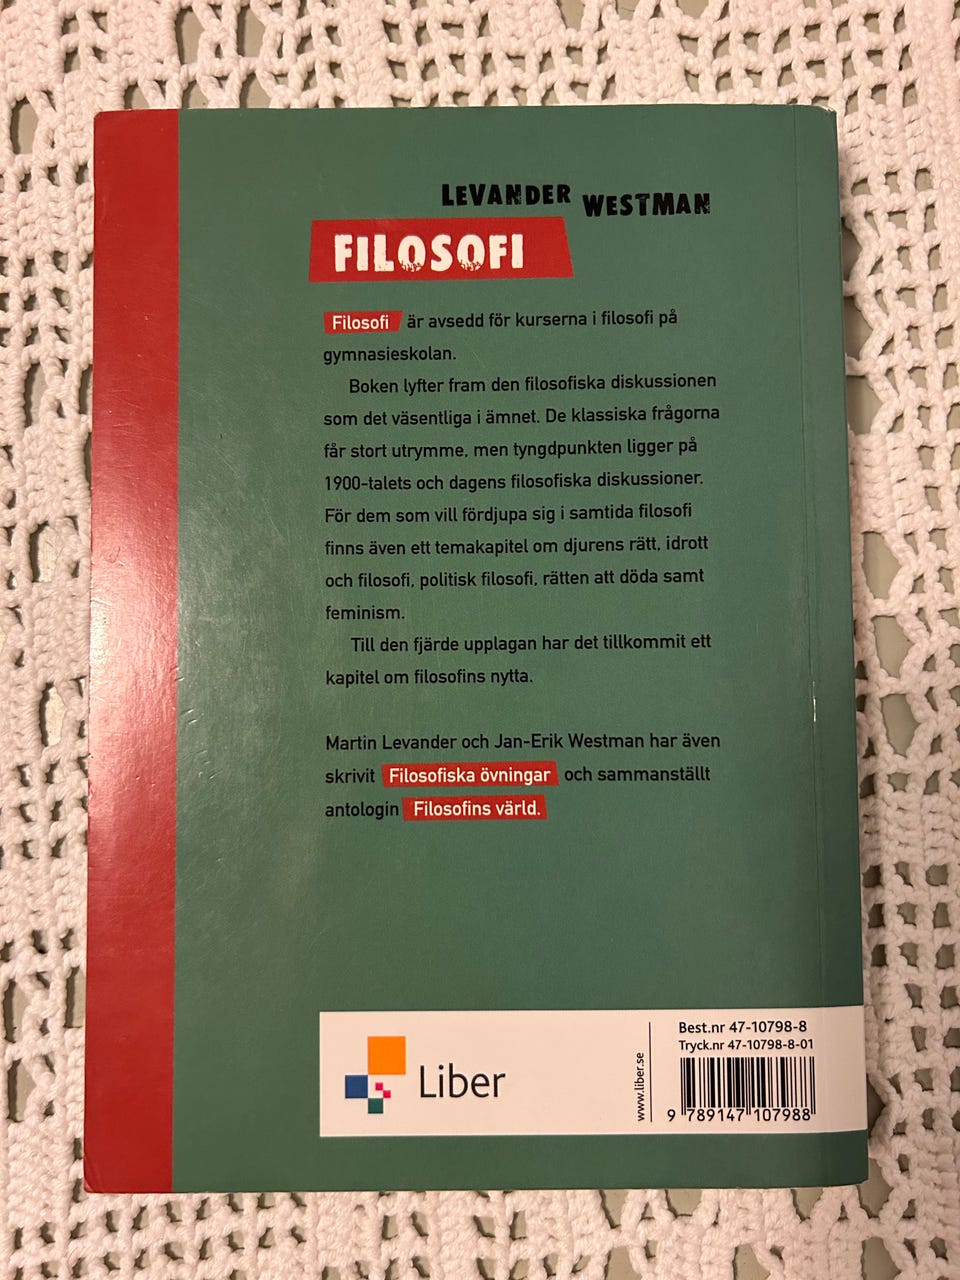 LEVANDER WESTMAN
FILOSOFI
Filosofi är avsedd för kurserna i filosofi på
gymnasieskolan.
Boken lyfter fram den filosofiska diskussionen
som det väsentliga i ämnet. De klassiska frågorna
får stort utrymme, men tyngdpunkten ligger på
1900-talets och dagens filosofiska diskussioner.
För dem som vill fördjupa sig i samtida filosofi
finns även ett temakapitel om djurens rätt, idrott
och filosofi, politisk filosofi, rätten att döda samt
feminism.
Till den fjärde upplagan har det tillkommit ett
kapitel om filosofins nytta.
Martin Levander och Jan-Erik Westman har även
skrivit Filosofiska övningar och sammanställt
antologin Filosofins värld.
Liber
www.liber.se
Best.nr 47-10798-8
Tryck.nr 47-10798-8-01
9 789147 107988